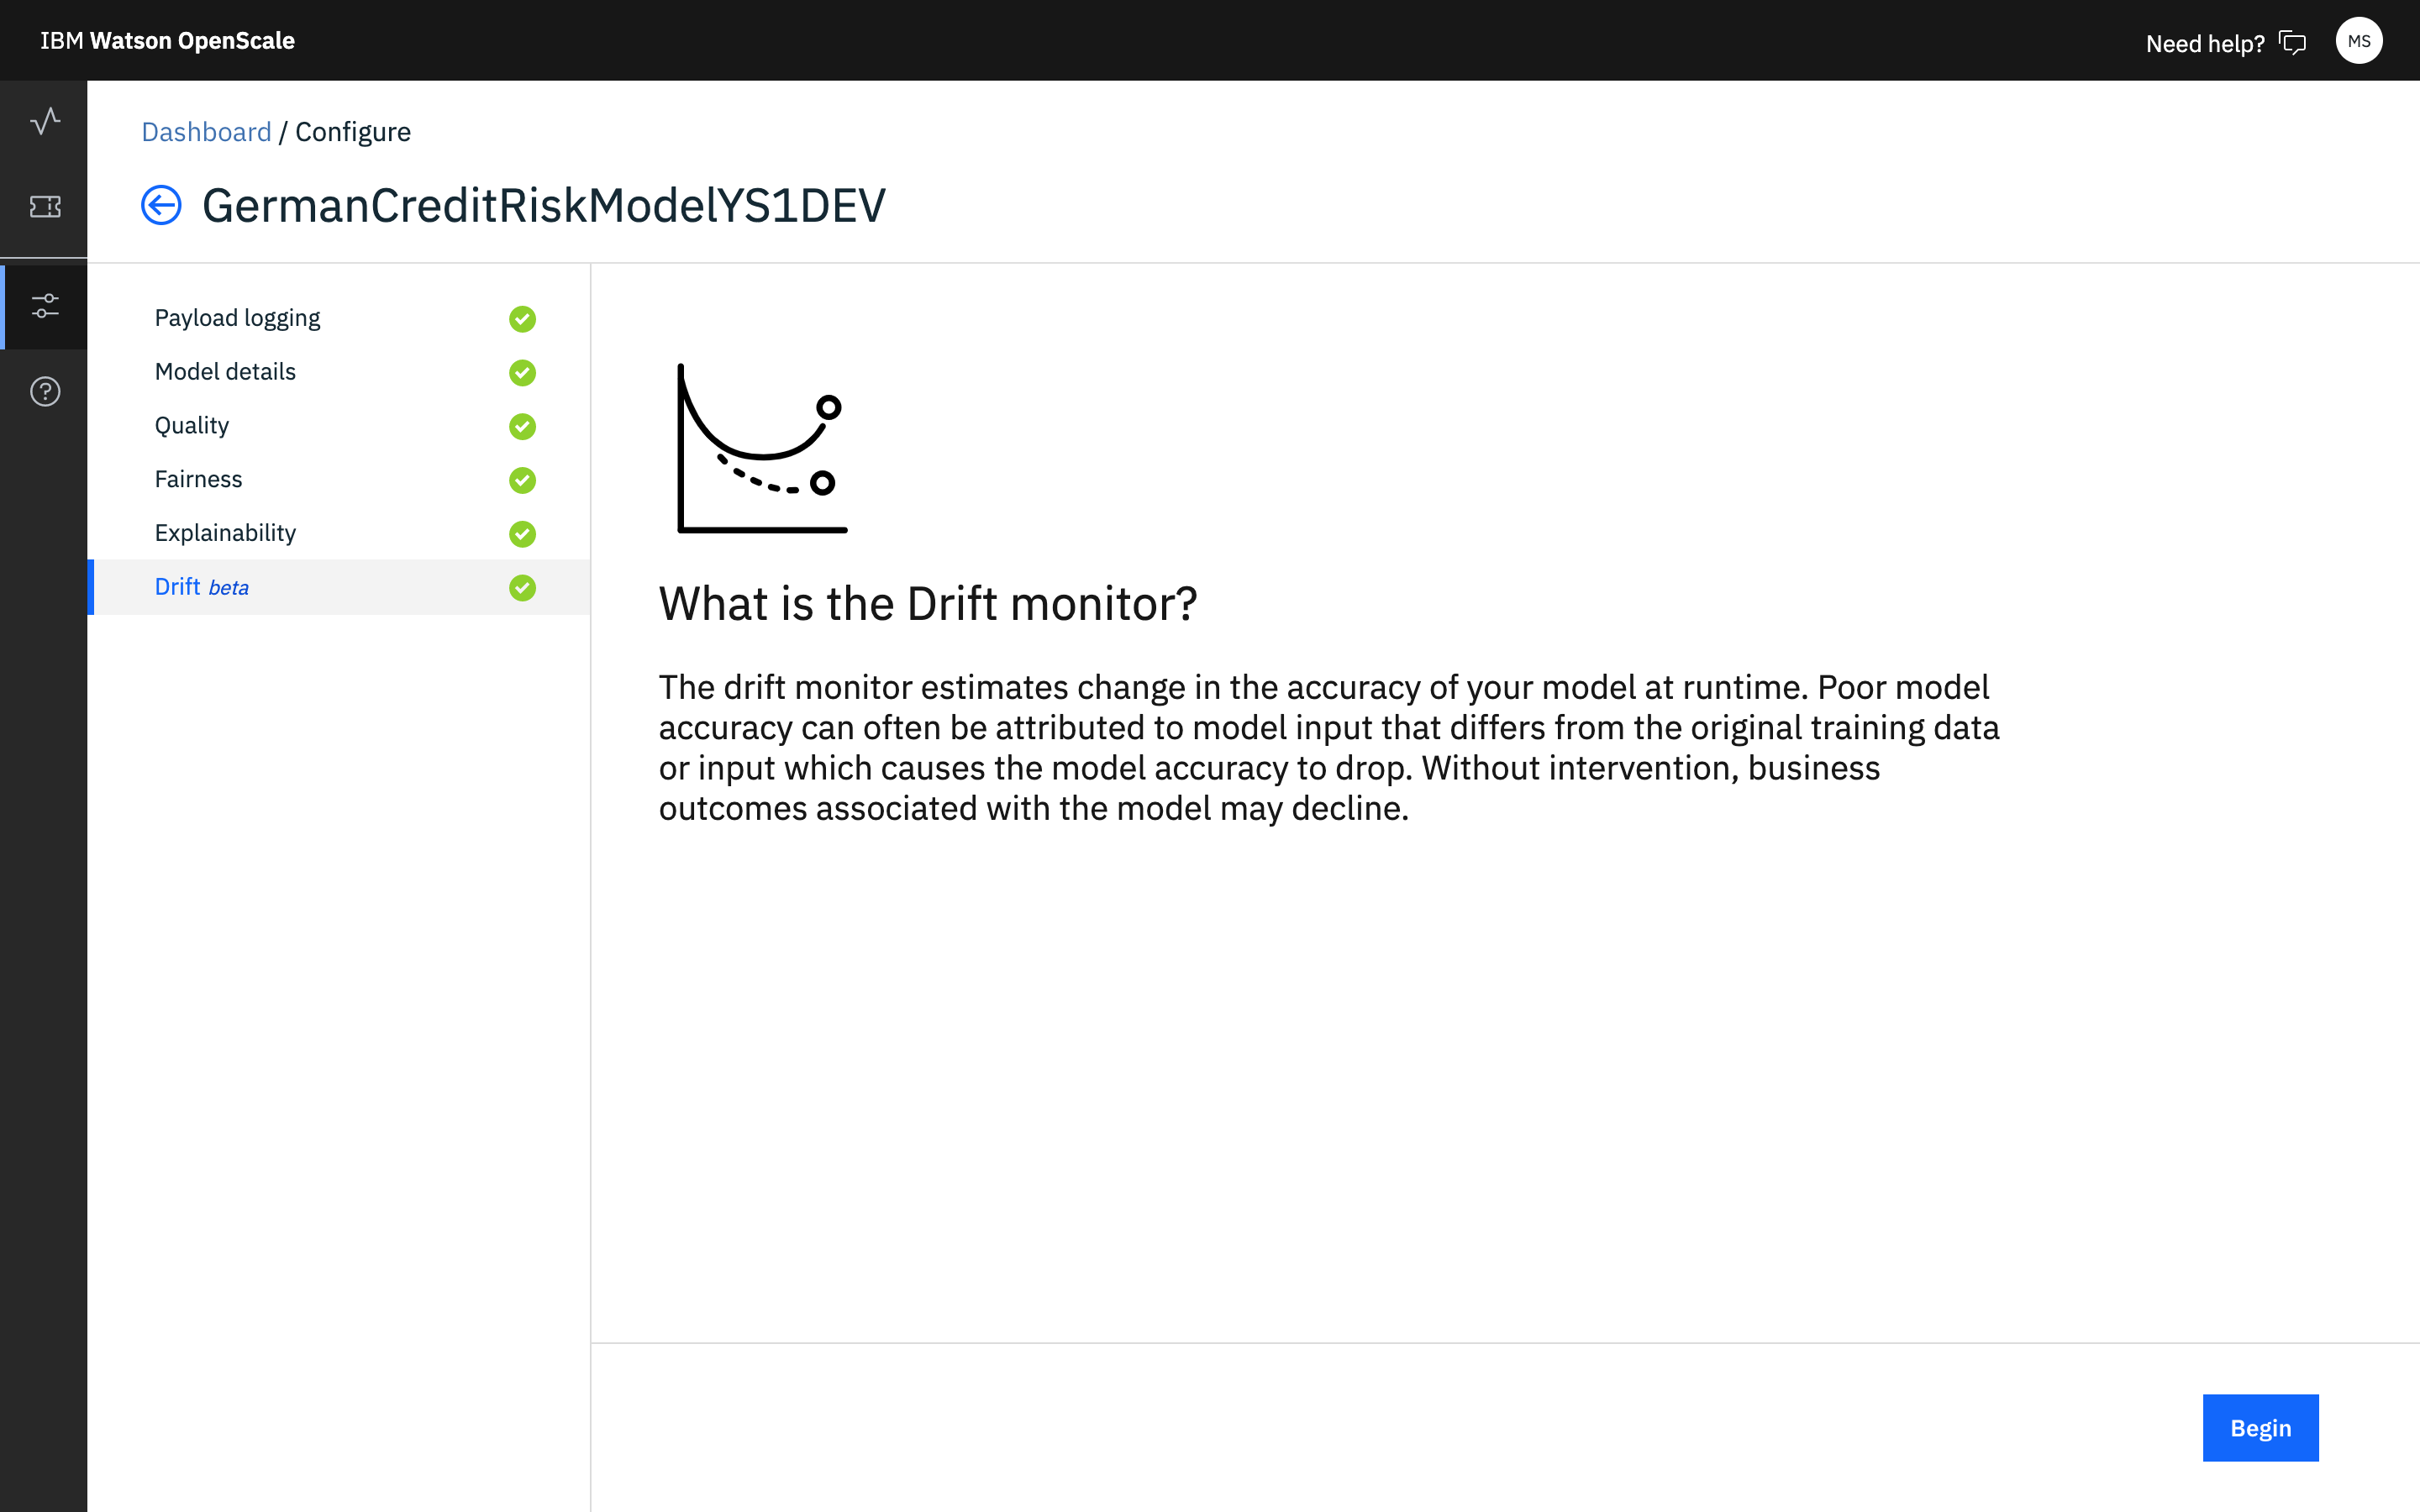 IBM Watson OpenScale
Need help?
MS
Dashboard / Configure
GermanCreditRiskModelYS1DEV
Payload logging
Model details
Quality
Fairness
Explainability
Drift beta
What is the Drift monitor?
The drift monitor estimates change in the accuracy of your model at runtime. Poor model
accuracy can often be attributed to model input that differs from the original training data
or input which causes the model accuracy to drop. Without intervention, business
outcomes associated with the model may decline.
Begin